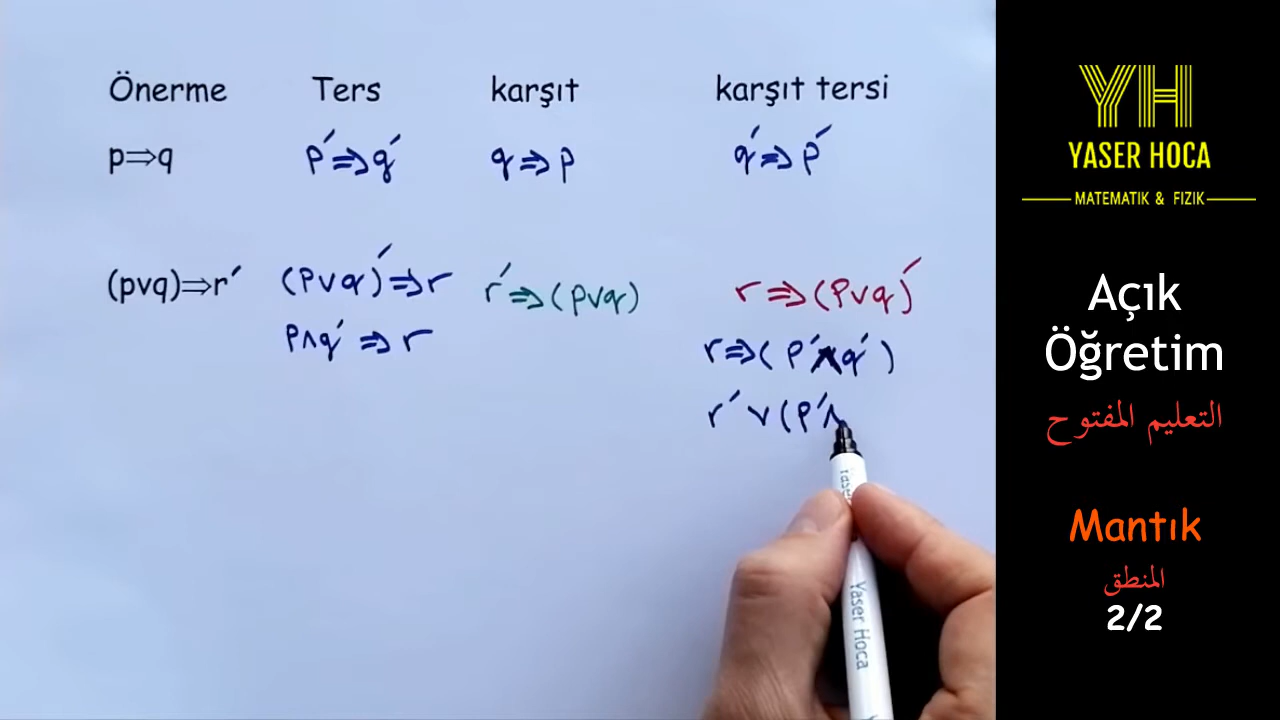 Önerme Ters karşıt karşıt tersi
p⇒q p′⇒q′ q⇒p q′⇒p′
(pvq)⇒r′ (pvq)′⇒r r′⇒(pvq) r⇒(pvq)′
p∧q′⇒r r⇒(p′∧q′)
r′v(p′∧
Yaser Hoca
YH
YASER HOCA
MATEMATIK & FIZIK
Açık
Öğretim
التعليم المفتوح
Mantık
المنطق
2/2